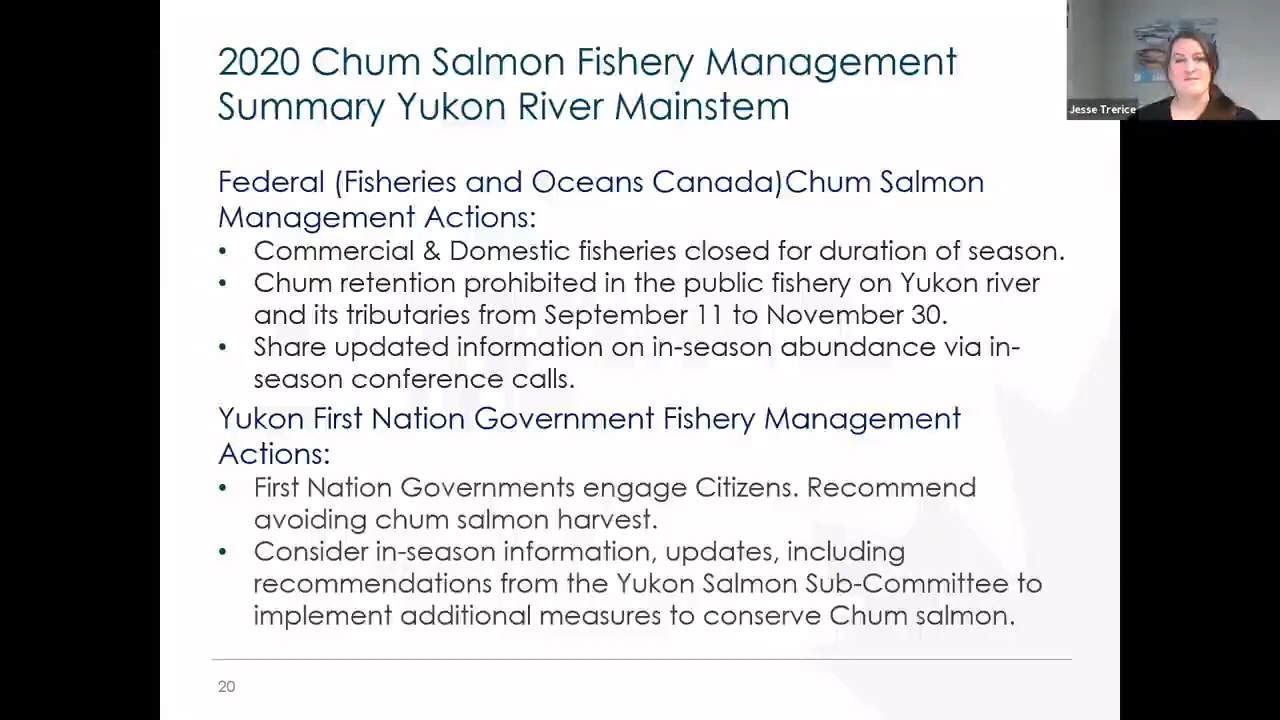 2020 Chum Salmon Fishery Management
Summary Yukon River Mainstem
Jesse Trerice
Federal (Fisheries and Oceans Canada)Chum Salmon
Management Actions:
• Commercial & Domestic fisheries closed for duration of season.
• Chum retention prohibited in the public fishery on Yukon river
and its tributaries from September 11 to November 30.
• Share updated information on in-season abundance via in-
season conference calls.
Yukon First Nation Government Fishery Management
Actions:
• First Nation Governments engage Citizens. Recommend
avoiding chum salmon harvest.
• Consider in-season information, updates, including
recommendations from the Yukon Salmon Sub-Committee to
implement additional measures to conserve Chum salmon.
20